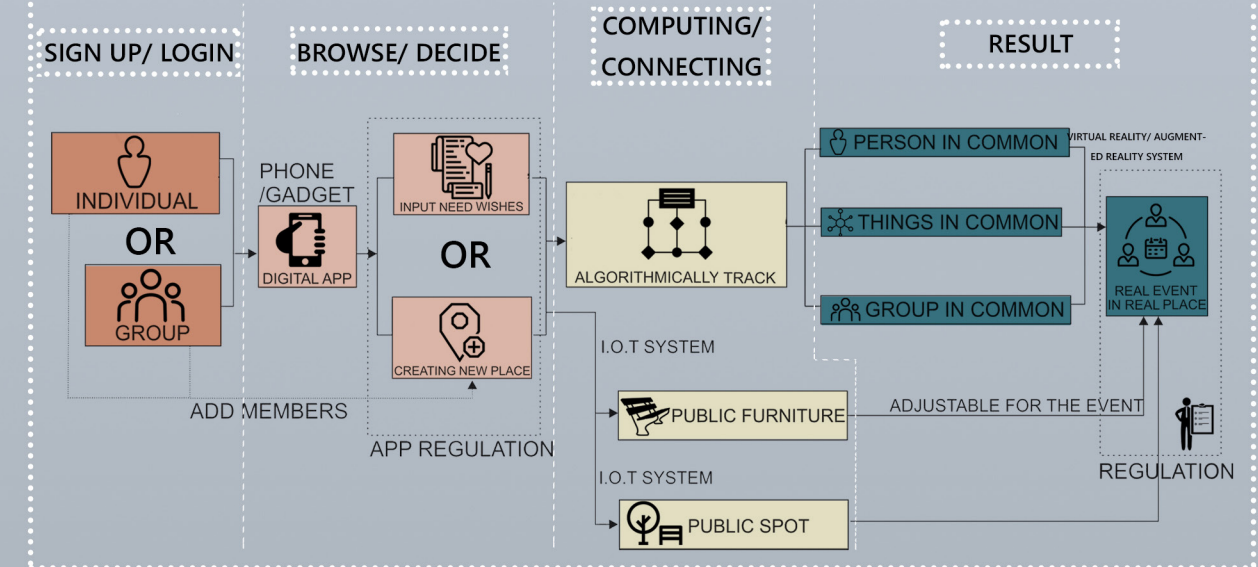 SIGN UP/ LOGIN
BROWSE/ DECIDE
COMPUTING/
CONNECTING
RESULT
INDIVIDUAL
OR
GROUP
ADD MEMBERS
PHONE
/GADGET
DIGITAL APP
INPUT NEED WISHES
OR
CREATING NEW PLACE
APP REGULATION
ALGORITHMICALLY TRACK
I.O.T SYSTEM
PUBLIC FURNITURE
I.O.T SYSTEM
PUBLIC SPOT
PERSON IN COMMON
THINGS IN COMMON
GROUP IN COMMON
VIRTUAL REALITY/ AUGMENT-
ED REALITY SYSTEM
REAL EVENT
IN REAL PLACE
ADJUSTABLE FOR THE EVENT
REGULATION